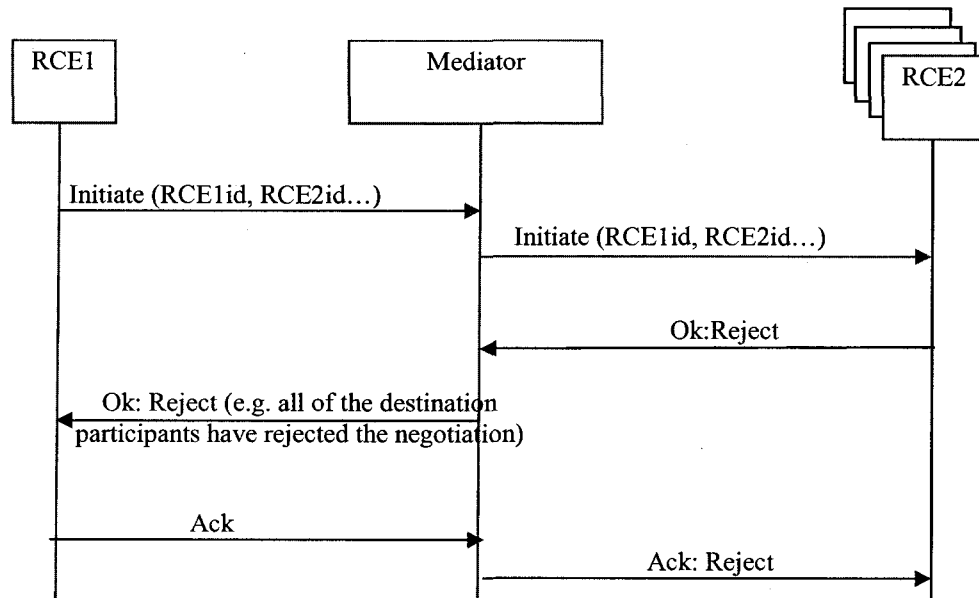 RCE1
Mediator
RCE2
Initiate (RCE1id, RCE2id...)
Initiate (RCE1id, RCE2id...)
Ok:Reject
Ok: Reject (e.g. all of the destination
participants have rejected the negotiation)
Ack
Ack: Reject